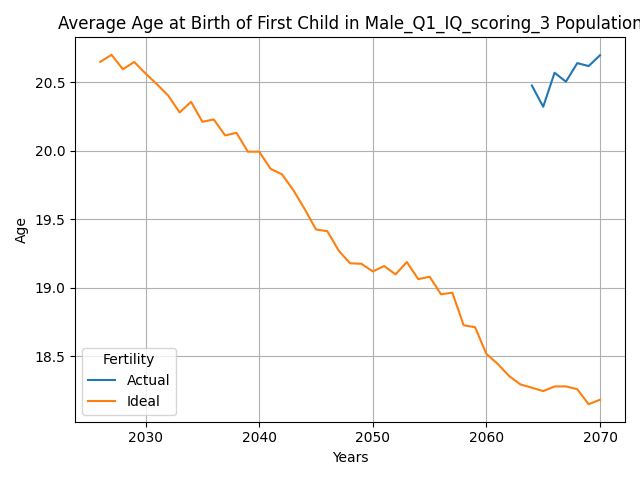 Average Age at Birth of First Child in Male_Q1_IQ_scoring_3 Population
Age
20.5
20.0
19.5
19.0
18.5
Fertility
Actual
Ideal
2030
2040
2050
2060
2070
Years